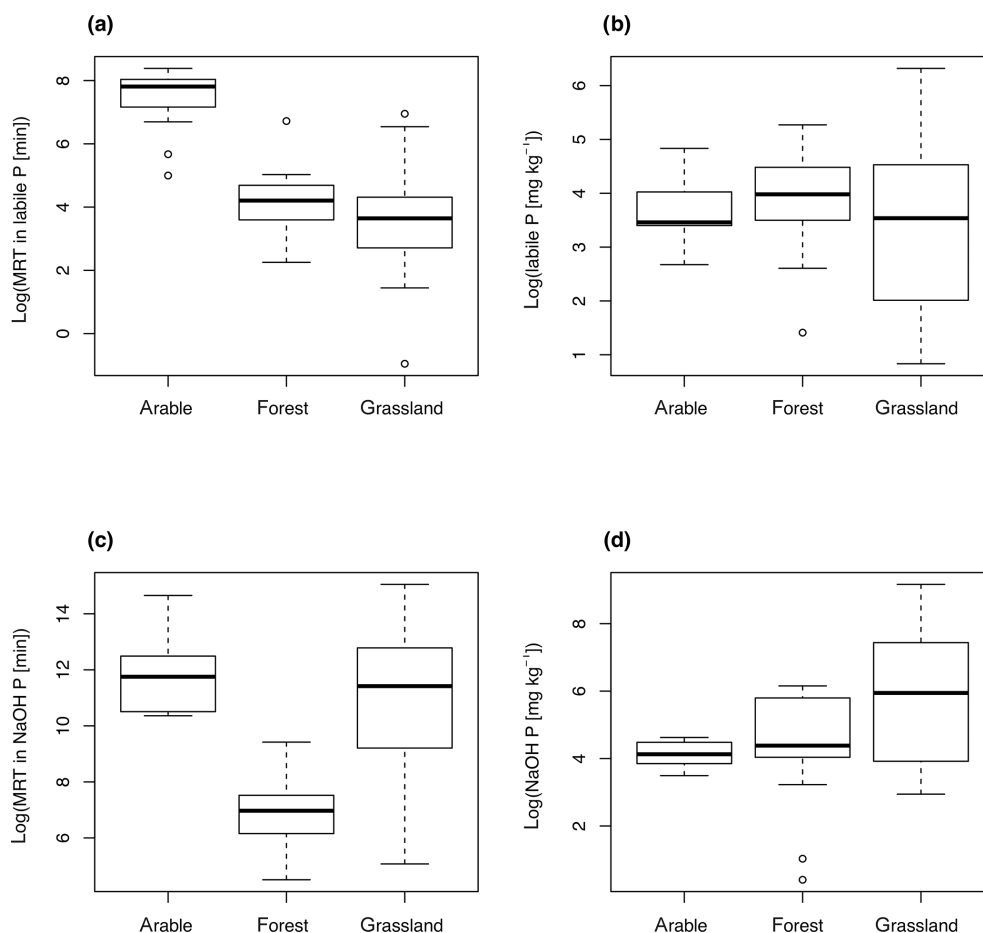 (a)
Log(MRT in labile P [min])
8
6
4
2
0
Arable Forest Grassland
(b)
Log(labile P [mg kg⁻¹])
6
5
4
3
2
1
Arable Forest Grassland
(c)
Log(MRT in NaOH P [min])
14
12
10
8
6
Arable Forest Grassland
(d)
Log(NaOH P [mg kg⁻¹])
8
6
4
2
Arable Forest Grassland